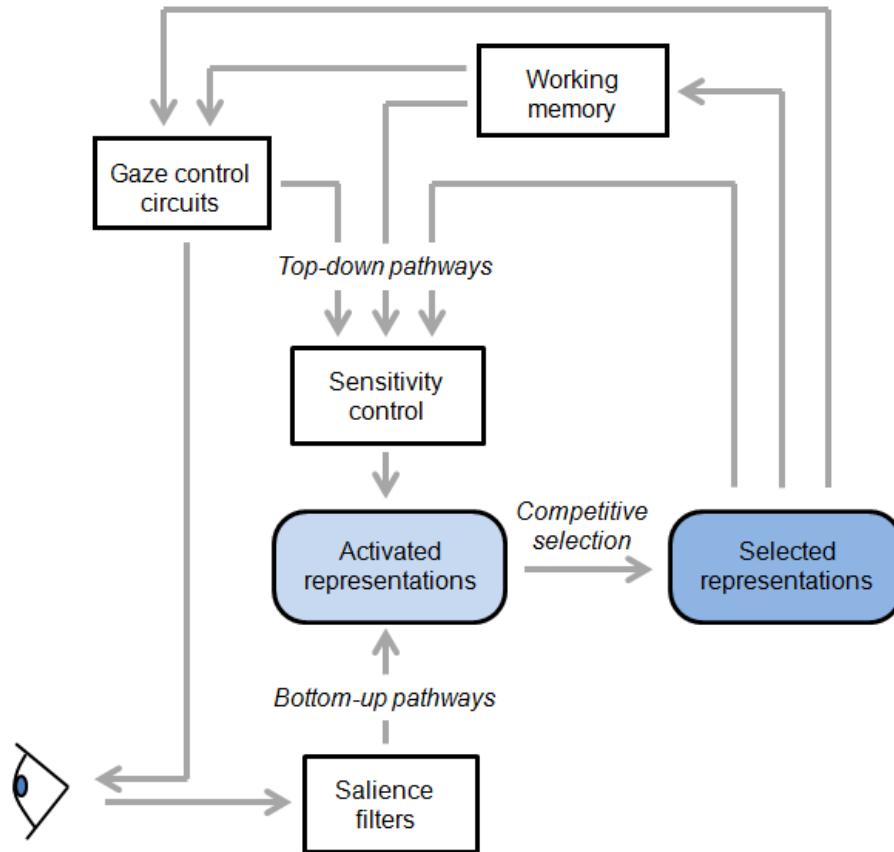 Working
memory
Gaze control
circuits
Top-down pathways
Sensitivity
control
Competitive
selection
Activated
representations
Selected
representations
Bottom-up pathways
Salience
filters